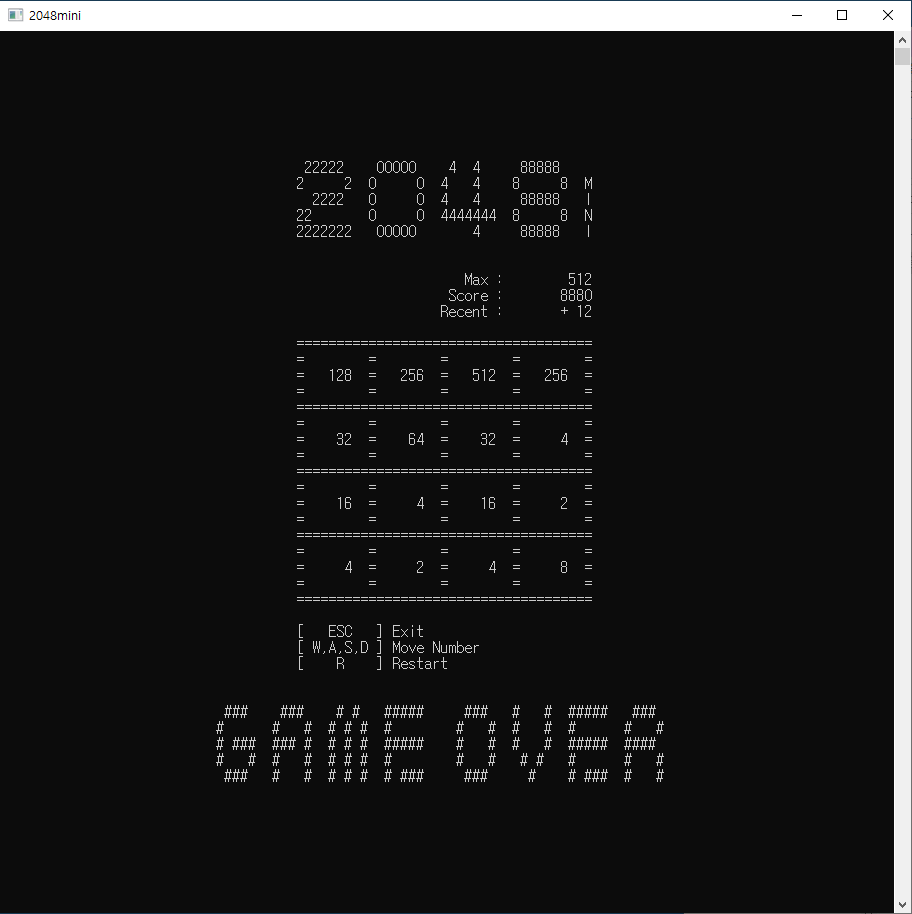 2048mini
 22222    00000    4  4     88888
2     2  0     0  4   4    8     8  M
  2222   0     0  4   4     88888   I
22       0     0  4444444  8     8  N
2222222   00000       4     88888   I
Max :        512
Score :       8880
Recent :       + 12
=====================================
=        =        =        =        =
=   128  =   256  =   512  =   256  =
=        =        =        =        =
=====================================
=        =        =        =        =
=    32  =    64  =    32  =     4  =
=        =        =        =        =
=====================================
=        =        =        =        =
=    16  =     4  =    16  =     2  =
=        =        =        =        =
=====================================
=        =        =        =        =
=     4  =     2  =     4  =     8  =
=        =        =        =        =
=====================================
[   ESC   ] Exit
[ W,A,S,D ] Move Number
[    R    ] Restart
GAME OVER